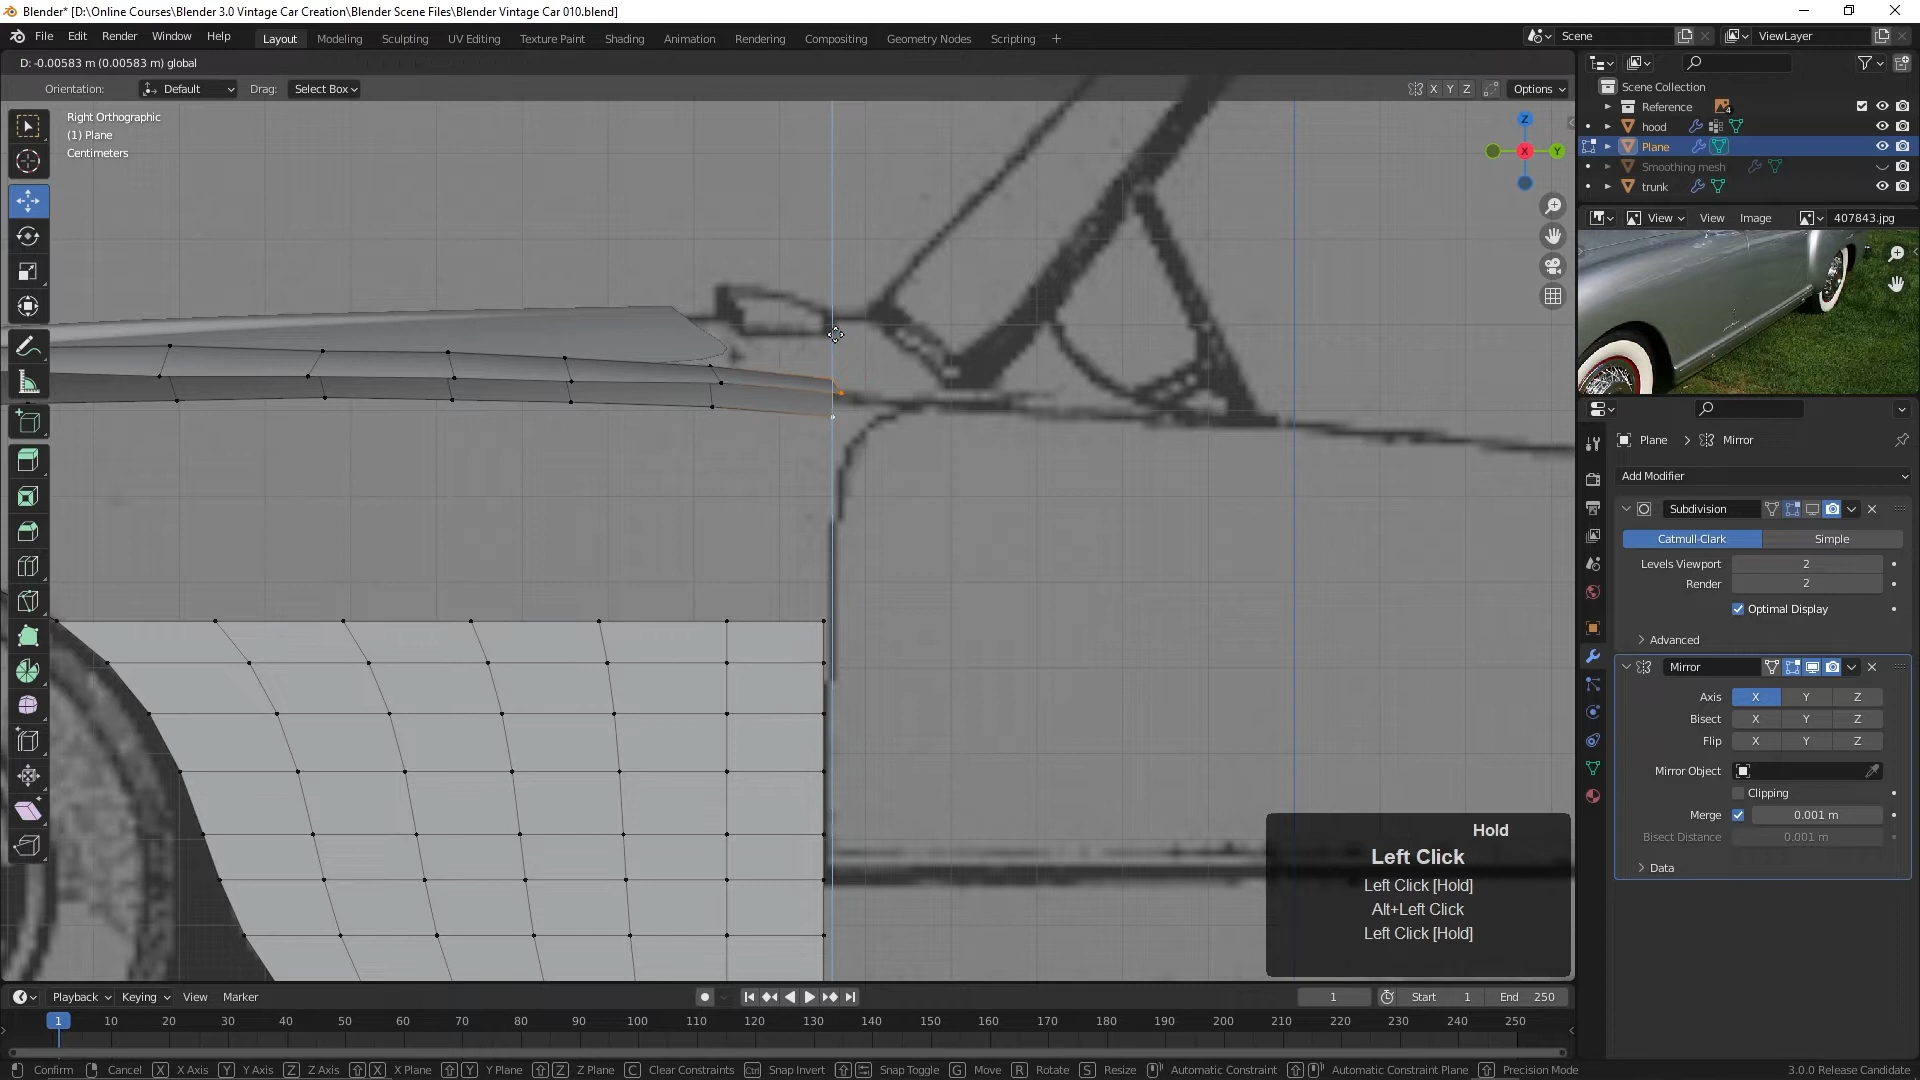 Blender* [D:\Online Courses\Blender 3.0 Vintage Car Creation\Blender Scene Files\Blender Vintage Car 010.blend]
File Edit Render Window Help Layout Modeling Sculpting UV Editing Texture Paint Shading Animation Rendering Compositing Geometry Nodes Scripting + Scene ViewLayer
D: -0.00583 m (0.00583 m) global
Orientation: Default Drag: Select Box X Y Z Options
Right Orthographic
(1) Plane
Centimeters
Z
X Y
Scene Collection
Reference 4
hood
Plane
Smoothing mesh
trunk
View View Image 407843.jpg
Plane > Mirror
Add Modifier
Subdivision
Catmull-Clark Simple
Levels Viewport 2
Render 2
Optimal Display
Advanced
Mirror
Axis X Y Z
Bisect X Y Z
Flip X Y Z
Mirror Object
Clipping
Merge 0.001 m
Bisect Distance 0.001 m
Data
Hold
Left Click
Left Click [Hold]
Alt+Left Click
Left Click [Hold]
Playback Keying View Marker 1 Start 1 End 250
1 10 20 30 40 50 60 70 80 90 100 110 120 130 140 150 160 170 180 190 200 210 220 230 240 250
Confirm Cancel X X Axis Y Y Axis Z Z Axis X X Plane Y Y Plane Z Z Plane C Clear Constraints Ctrl Snap Invert Snap Toggle G Move R Rotate S Resize Automatic Constraint Automatic Constraint Plane Precision Mode 3.0.0 Release Candidate